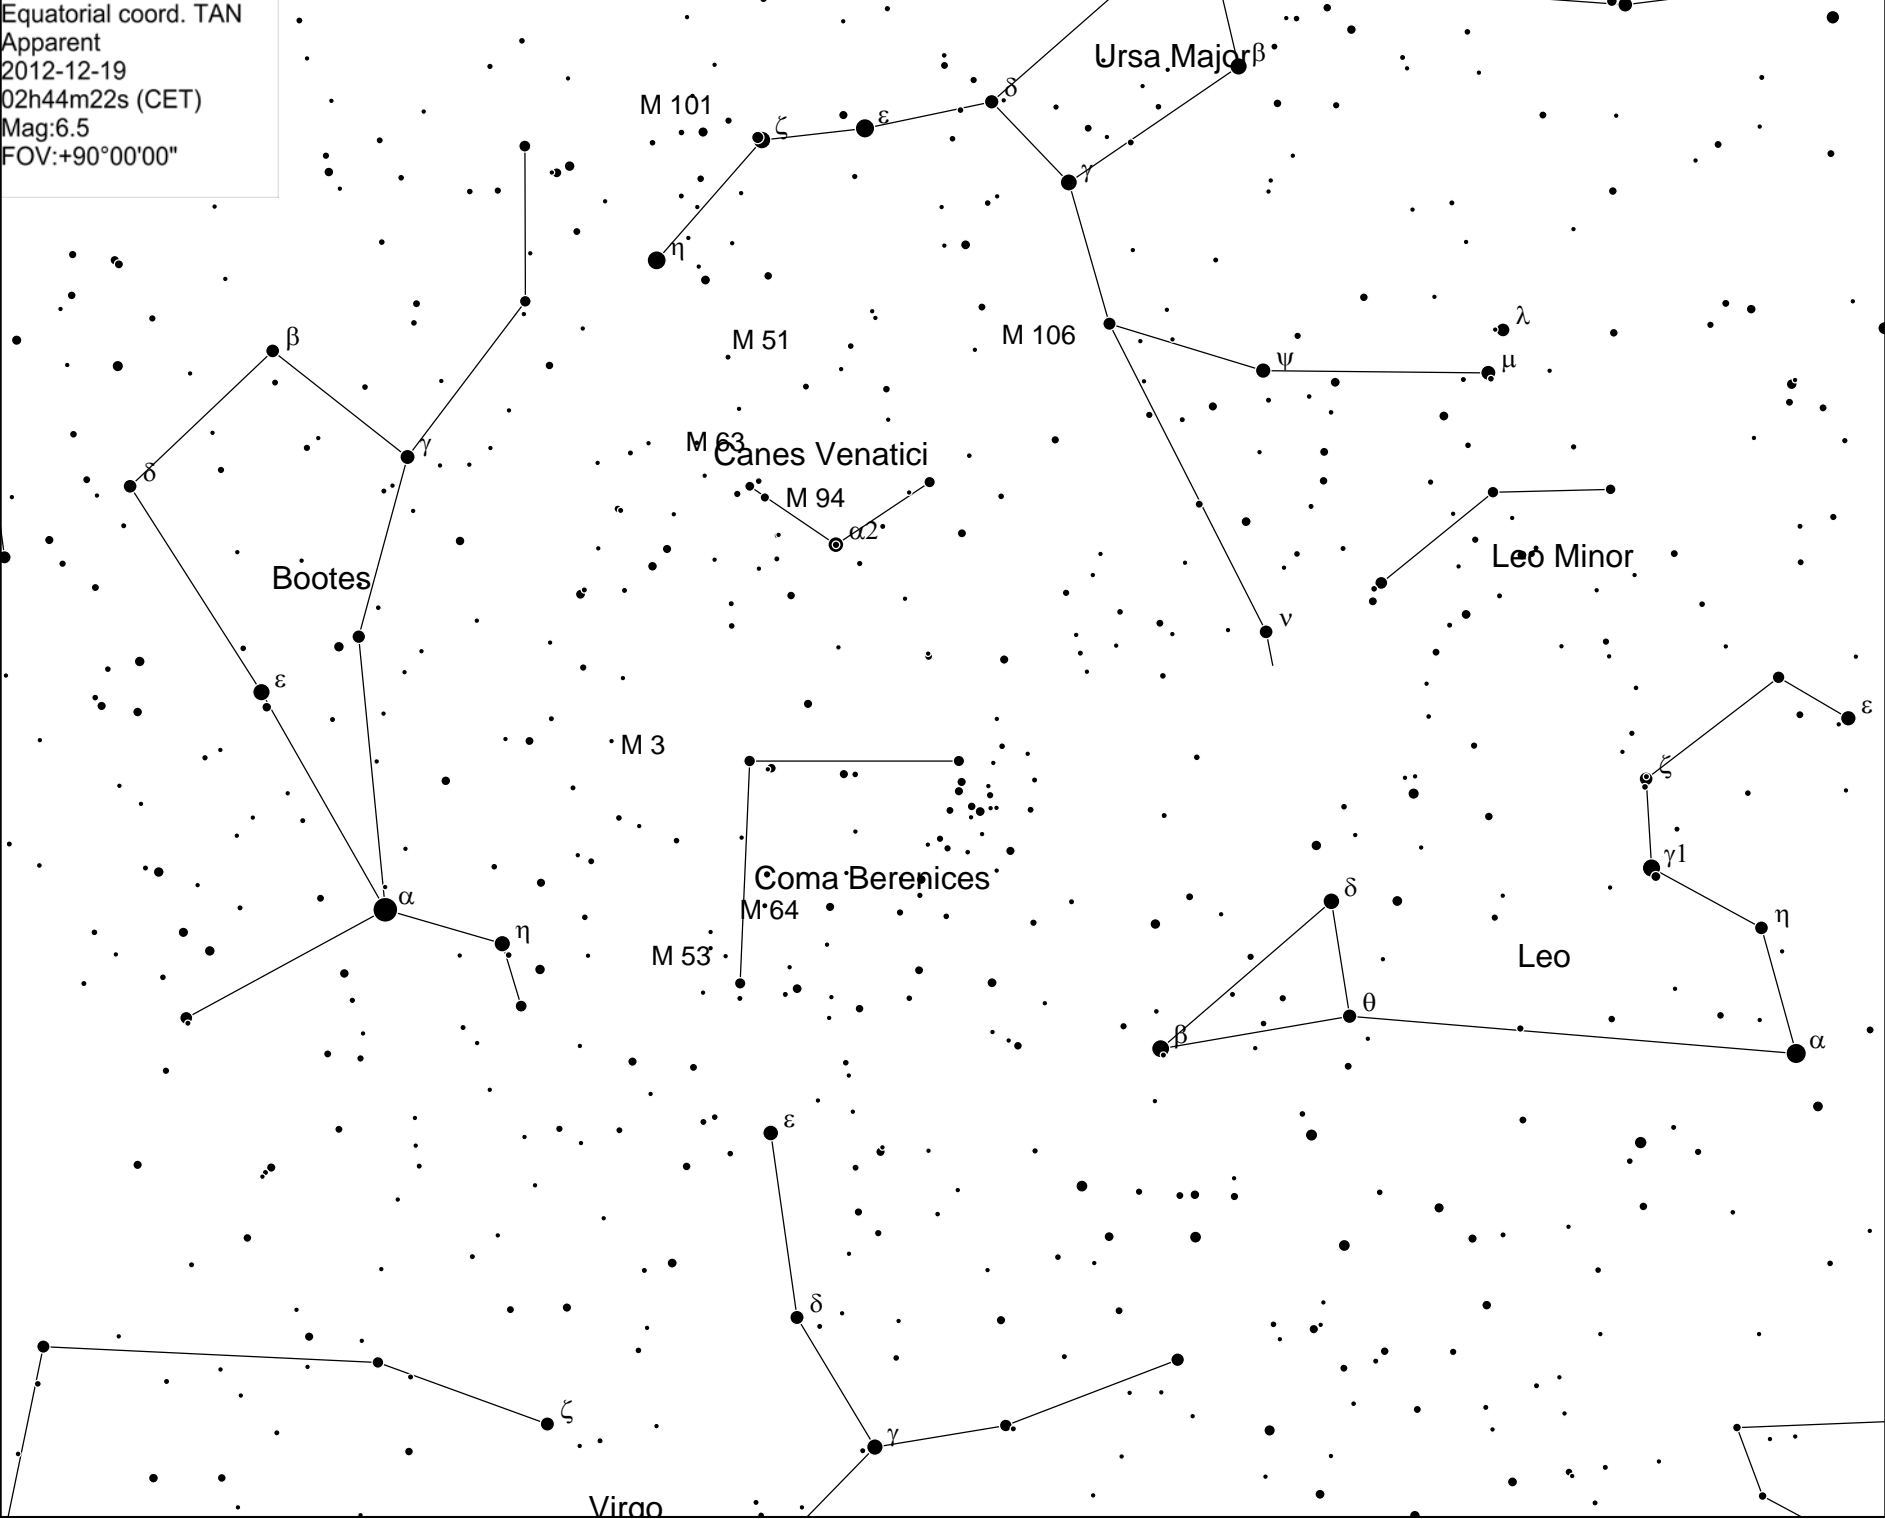 Equatorial coord. TAN
Apparent
2012-12-19
02h44m22s (CET)
Mag:6.5
FOV:+90°00'00"
Ursa Major β
δ
M 101
ζ
ε
γ
η
λ
β
M 51
M 106
ψ
μ
γ
M 63
Canes Venatici
δ
M 94
α2
Leo Minor
Bootes
ν
ε
ε
M 3
ζ
γ1
Coma Berenices
δ
α
M 64
η
η
M 53
Leo
θ
β
α
ε
δ
ζ
γ
Virgo